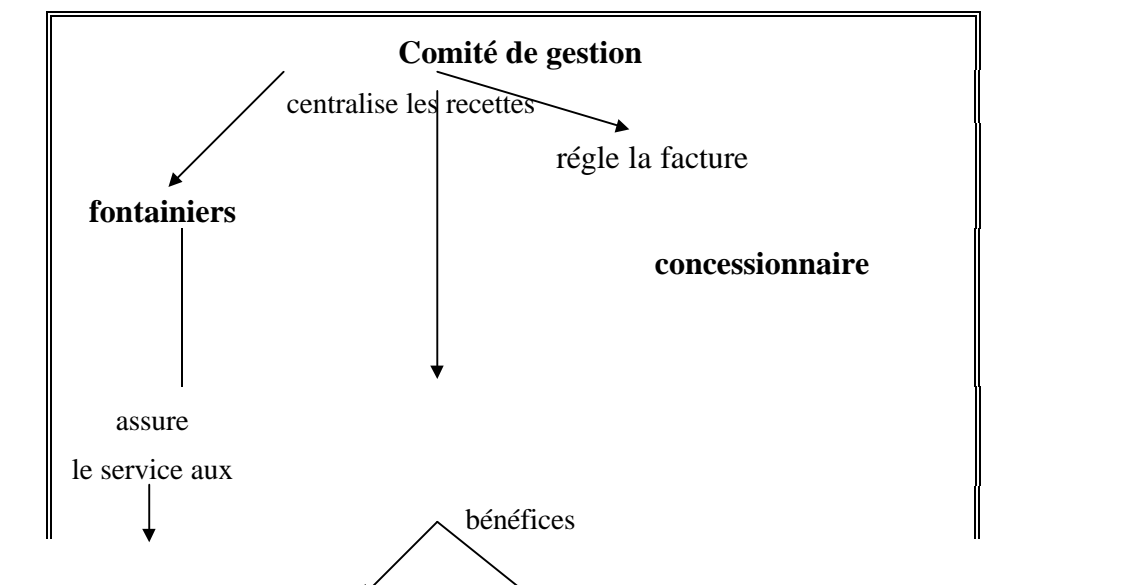 Comité de gestion
centralise les recettes
régle la facture
fontainiers
concessionnaire
assure
le service aux
bénéfices